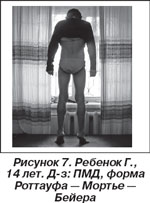 Рисунок 7. Ребенок Г.,
14 лет. Д-з: ПМД, форма
Роттауфа — Мортье —
Бейера